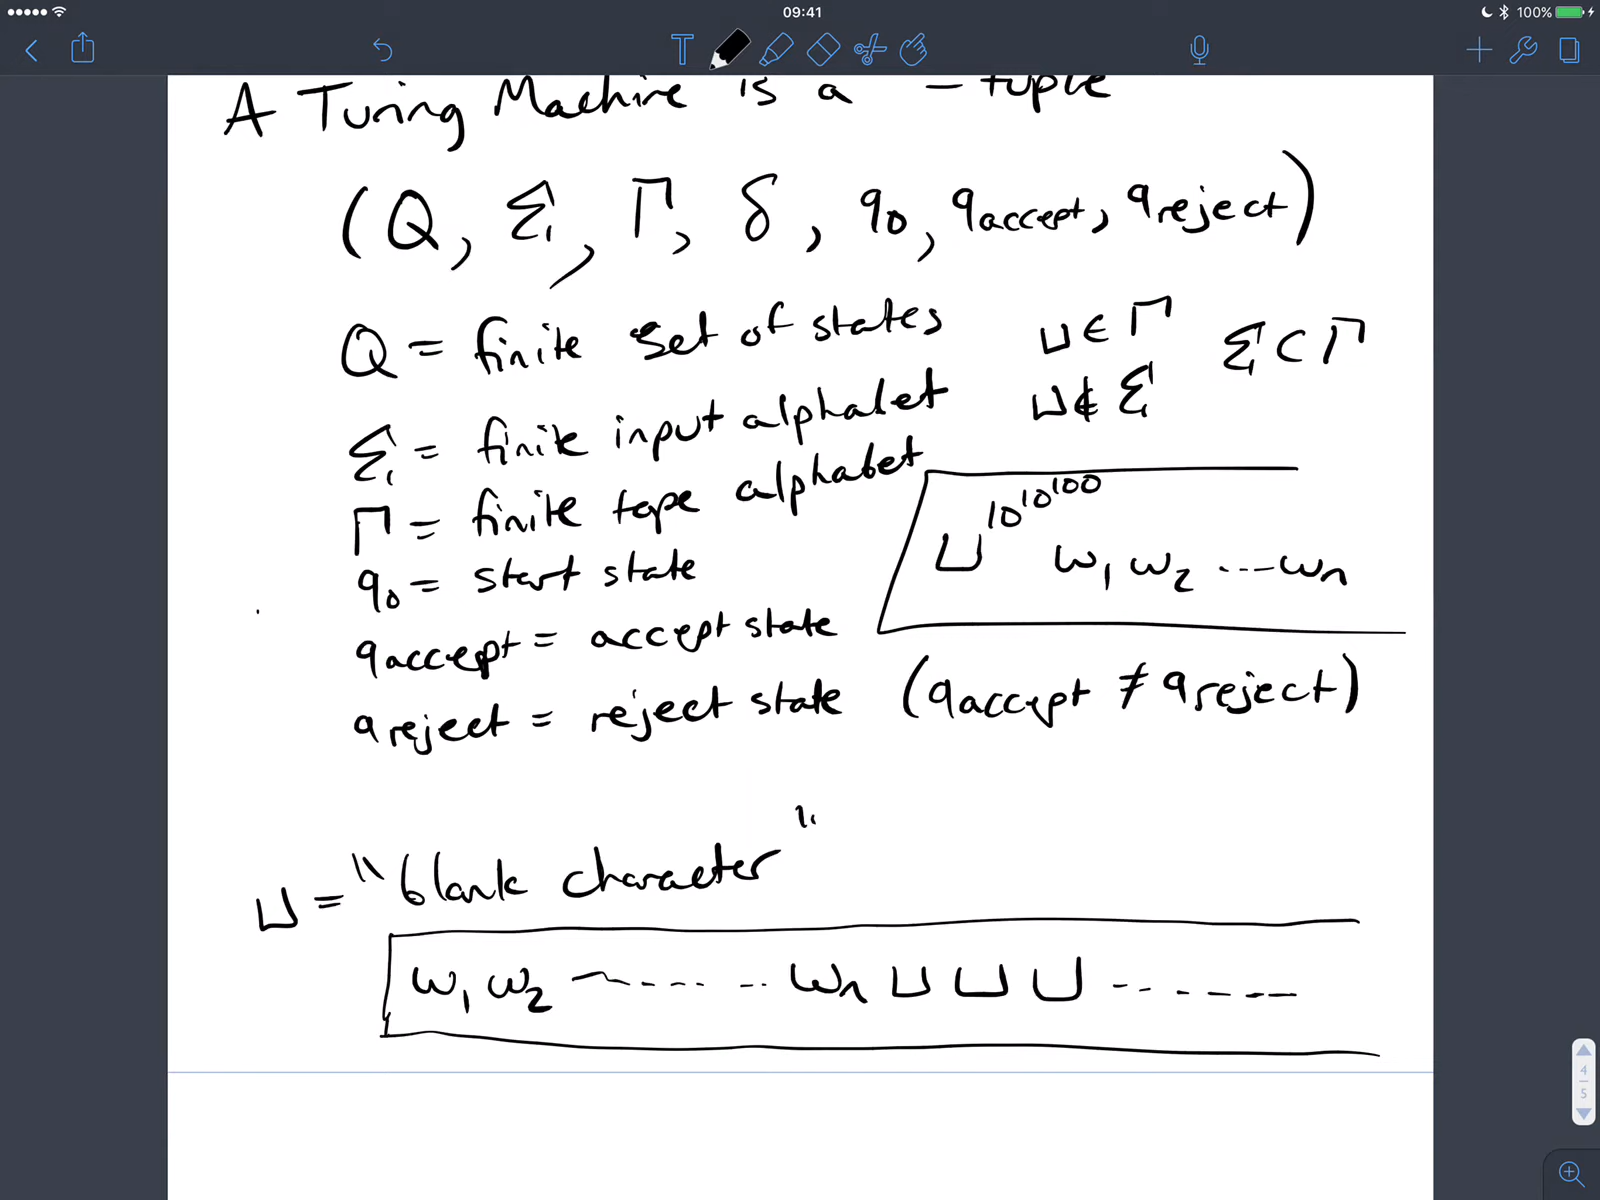 09:41
100%
T
A Turing Machine is a - tuple
(Q, Σ, Γ, δ, q0, qaccept, qreject)
Q = finite set of states
⊔ ∈ Γ
Σ ⊂ Γ
Σ = finite input alphabet
⊔ ∉ Σ
Γ = finite tape alphabet
q0 = start state
⊔^10^10^100 w1 w2 ... wn
qaccept = accept state
qreject = reject state (qaccept ≠ qreject)
⊔ = "blank character"
w1 w2 ........ wn ⊔ ⊔ ⊔ ......
4
5